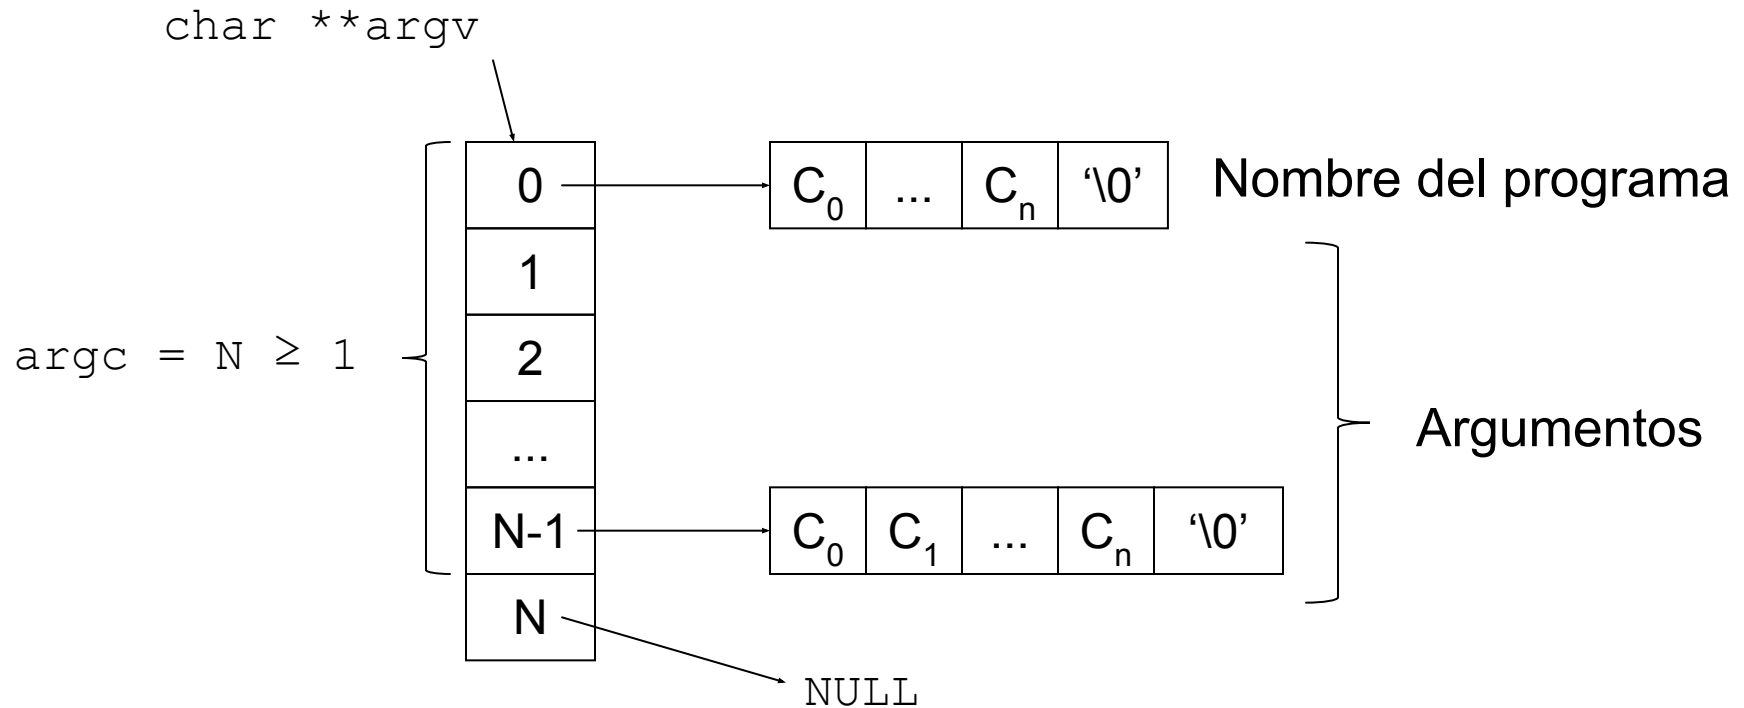 char **argv
0
C₀ ... Cₙ ‘\0’
Nombre del programa
1
argc = N ≥ 1
2
...
Argumentos
N-1
C₀ C₁ ... Cₙ ‘\0’
N
NULL